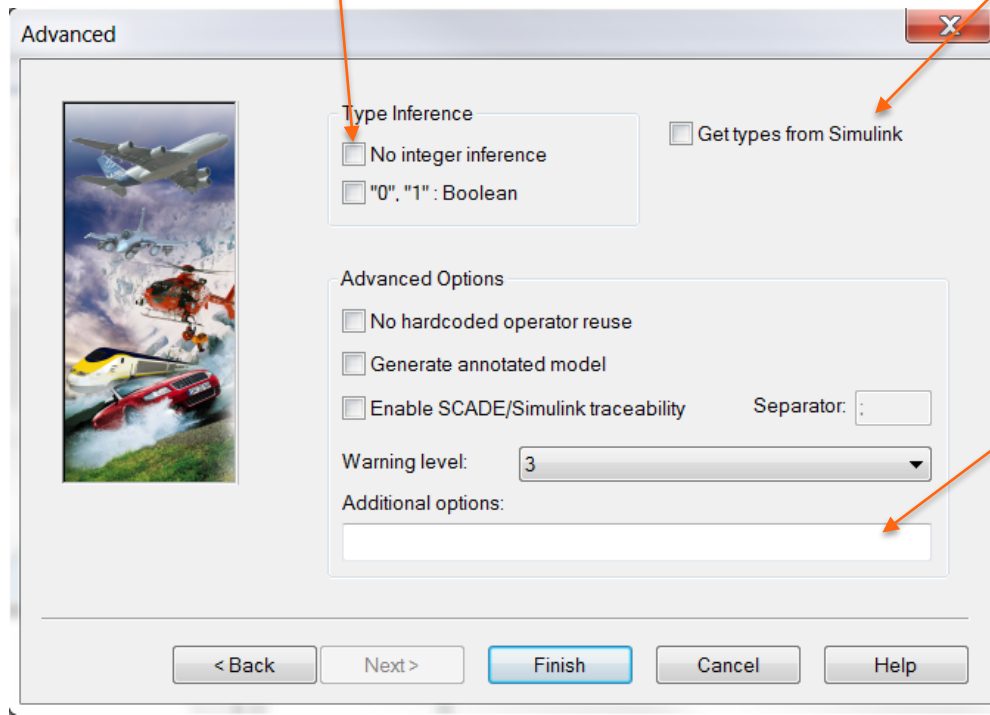 Advanced
Type Inference
No integer inference
"0", "1" : Boolean
Get types from Simulink
Advanced Options
No hardcoded operator reuse
Generate annotated model
Enable SCADE/Simulink traceability
Separator: ;
Warning level: 3
Additional options:
< Back
Next >
Finish
Cancel
Help